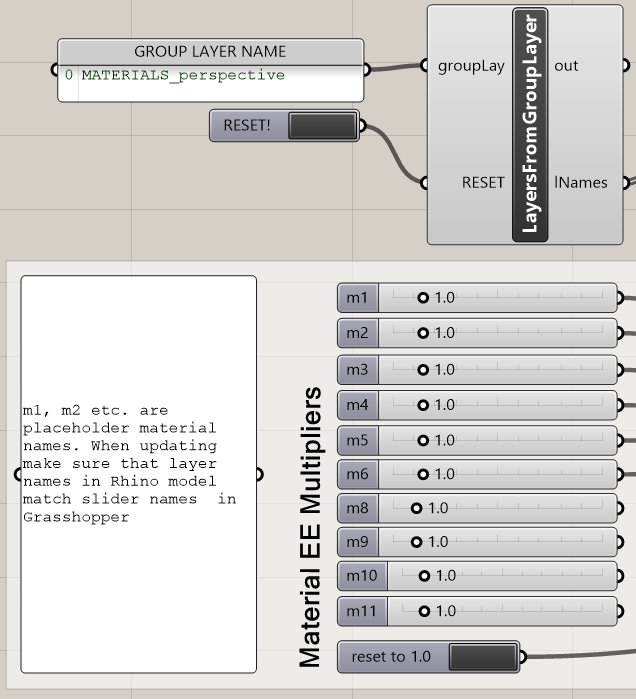 GROUP LAYER NAME
0 MATERIALS_perspective
RESET!
groupLay
RESET
LayersFromGroupLayer
out
lNames
m1, m2 etc. are
placeholder material
names. When updating
make sure that layer
names in Rhino model
match slider names  in
Grasshopper
Material EE Multipliers
m1 1.0
m2 1.0
m3 1.0
m4 1.0
m5 1.0
m6 1.0
m8 1.0
m9 1.0
m10 1.0
m11 1.0
reset to 1.0